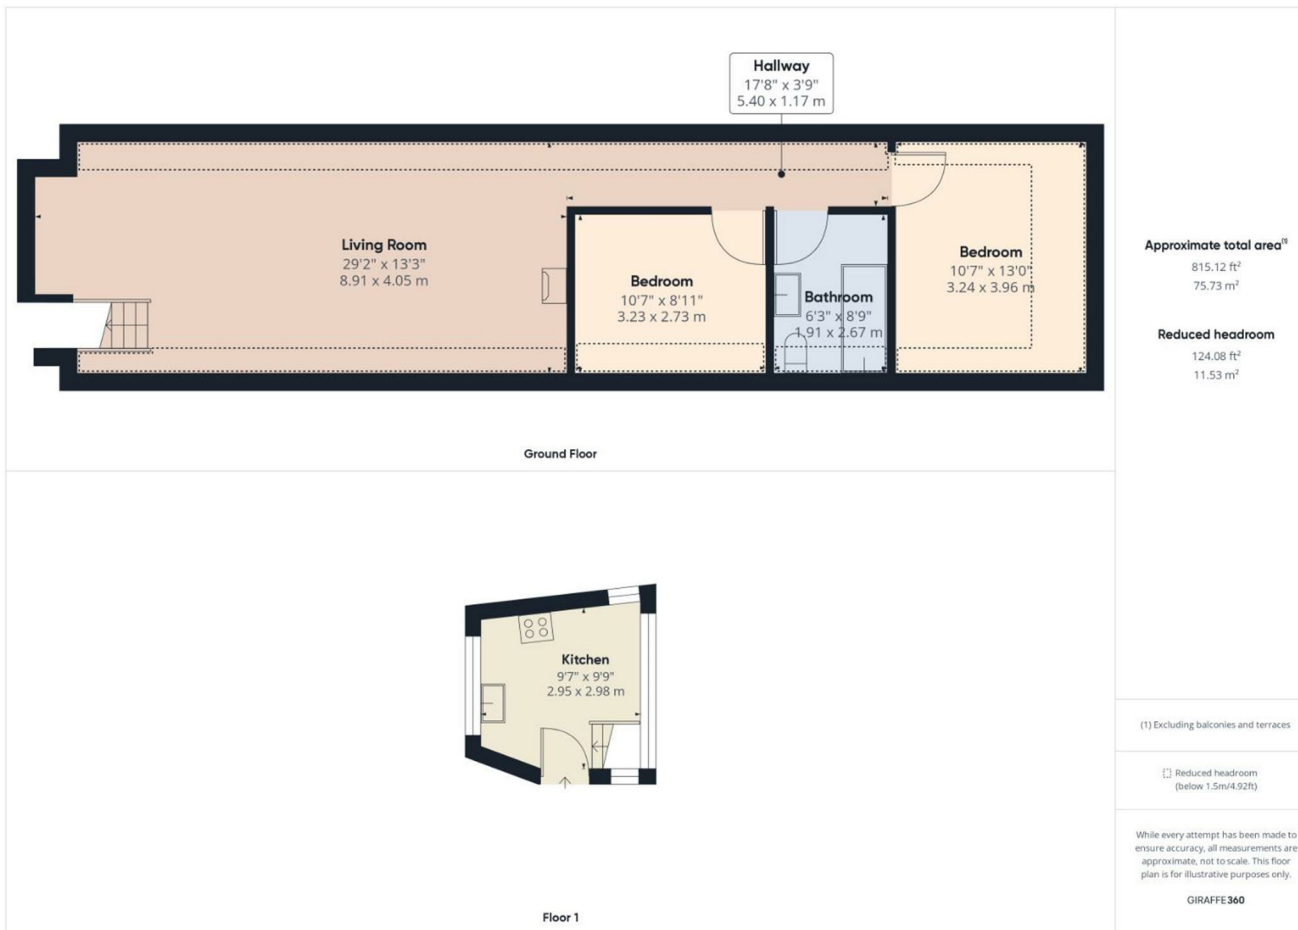 Hallway
17'8" x 3'9"
5.40 x 1.17 m
Living Room
29'2" x 13'3"
8.91 x 4.05 m
Bedroom
10'7" x 8'11"
3.23 x 2.73 m
Bathroom
6'3" x 8'9"
1.91 x 2.67 m
Bedroom
10'7" x 13'0"
3.24 x 3.96 m
Ground Floor
Kitchen
9'7" x 9'9"
2.95 x 2.98 m
Floor 1
Approximate total area(1)
815.12 ft²
75.73 m²
Reduced headroom
124.08 ft²
11.53 m²
(1) Excluding balconies and terraces
Reduced headroom
(below 1.5m/4.92ft)
While every attempt has been made to
ensure accuracy, all measurements are
approximate, not to scale. This floor
plan is for illustrative purposes only.
GIRAFFE360